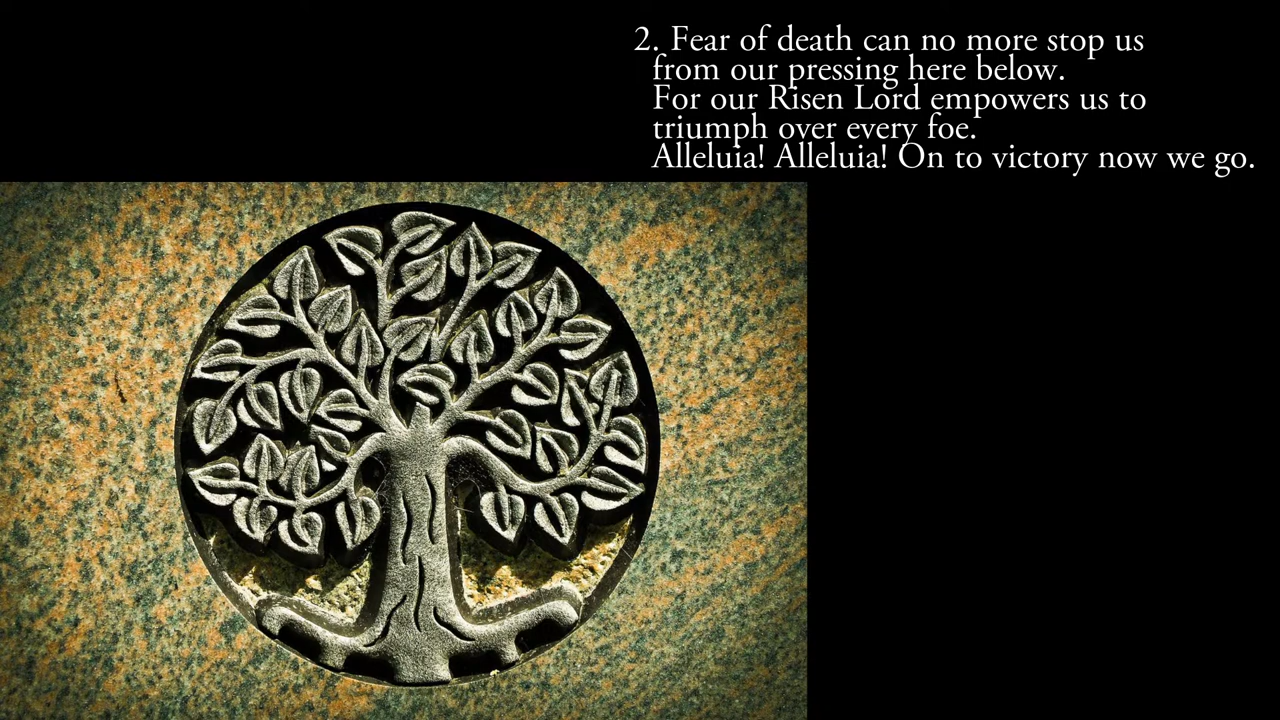 2. Fear of death can no more stop us
from our pressing here below.
For our Risen Lord empowers us to
triumph over every foe.
Alleluia! Alleluia! On to victory now we go.